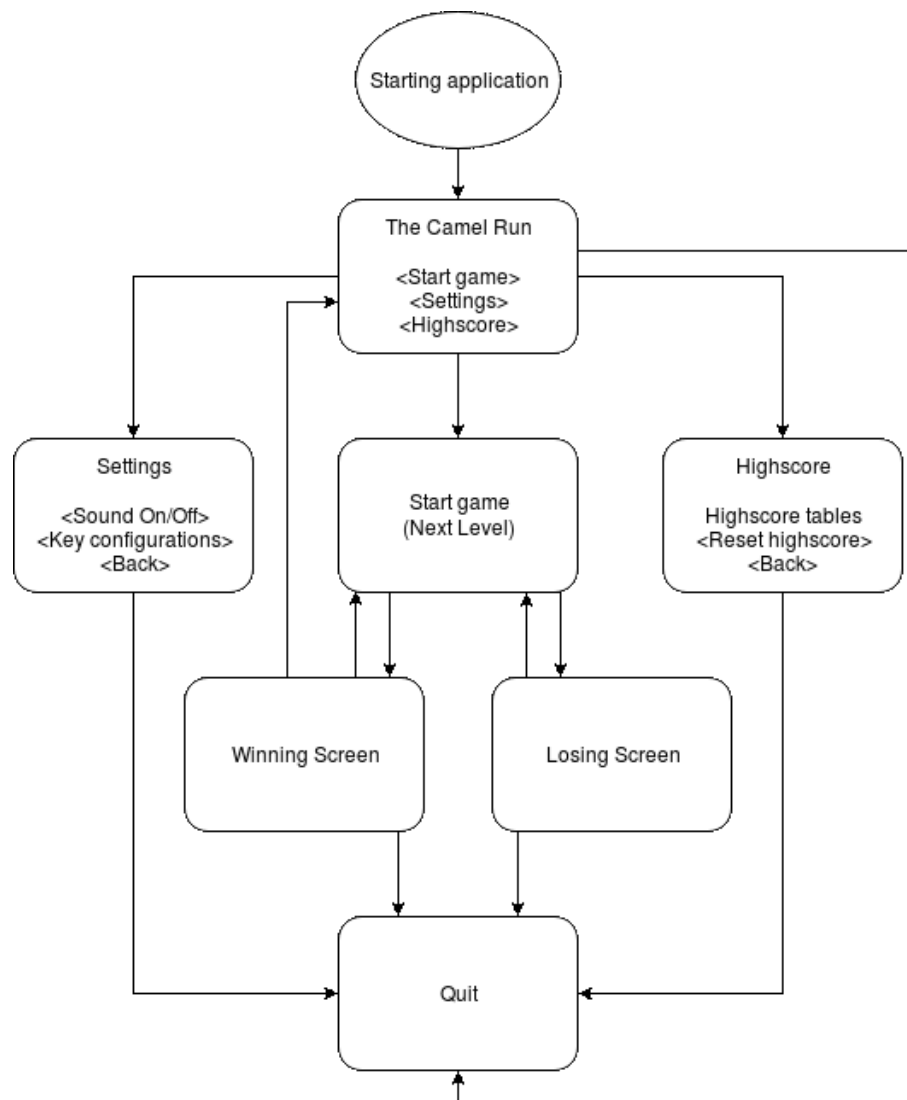 Starting application
The Camel Run
<Start game>
<Settings>
<Highscore>
Settings
<Sound On/Off>
<Key configurations>
<Back>
Start game
(Next Level)
Highscore
Highscore tables
<Reset highscore>
<Back>
Winning Screen
Losing Screen
Quit